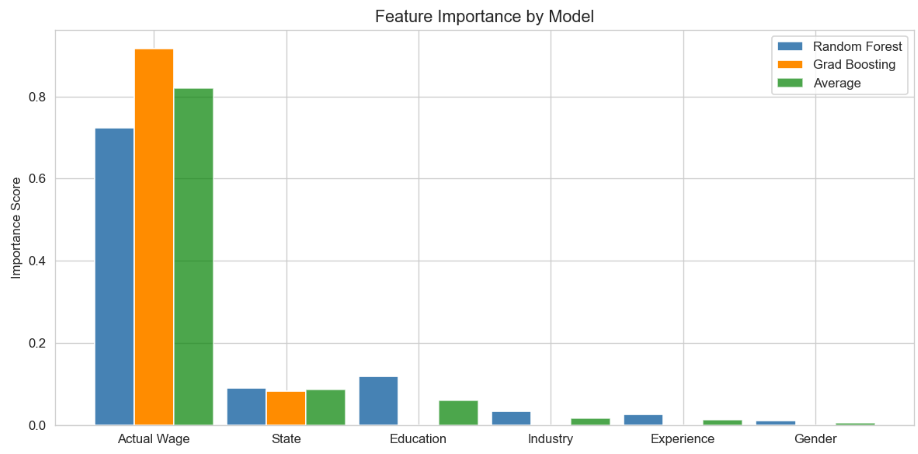 Feature Importance by Model
Random Forest
Grad Boosting
Average
Importance Score
0.8
0.6
0.4
0.2
0.0
Actual Wage State Education Industry Experience Gender